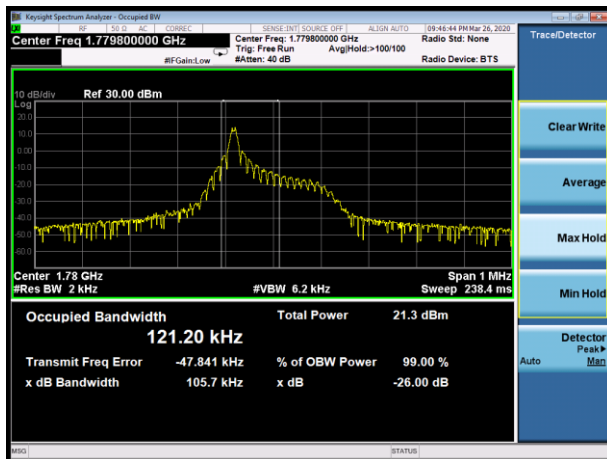 Keysight Spectrum Analyzer - Occupied BW
RF 50 Ω AC CORREC SENSE:INT SOURCE OFF ALIGN AUTO 09:46:44 PM Mar 26, 2020
Center Freq 1.779800000 GHz Center Freq: 1.779800000 GHz Radio Std: None Trace/Detector
Trig: Free Run Avg|Hold:>100/100
#IFGain:Low #Atten: 40 dB Radio Device: BTS
10 dB/div Ref 30.00 dBm
Log
20.0
10.0
0.00
-10.0
-20.0
-30.0
-40.0
-50.0
-60.0
Center 1.78 GHz Span 1 MHz
#Res BW 2 kHz #VBW 6.2 kHz Sweep 238.4 ms
Occupied Bandwidth Total Power 21.3 dBm
121.20 kHz
Transmit Freq Error -47.841 kHz % of OBW Power 99.00 %
x dB Bandwidth 105.7 kHz x dB -26.00 dB
Clear Write
Average
Max Hold
Min Hold
Detector
Peak▶
Auto Man
MSG STATUS